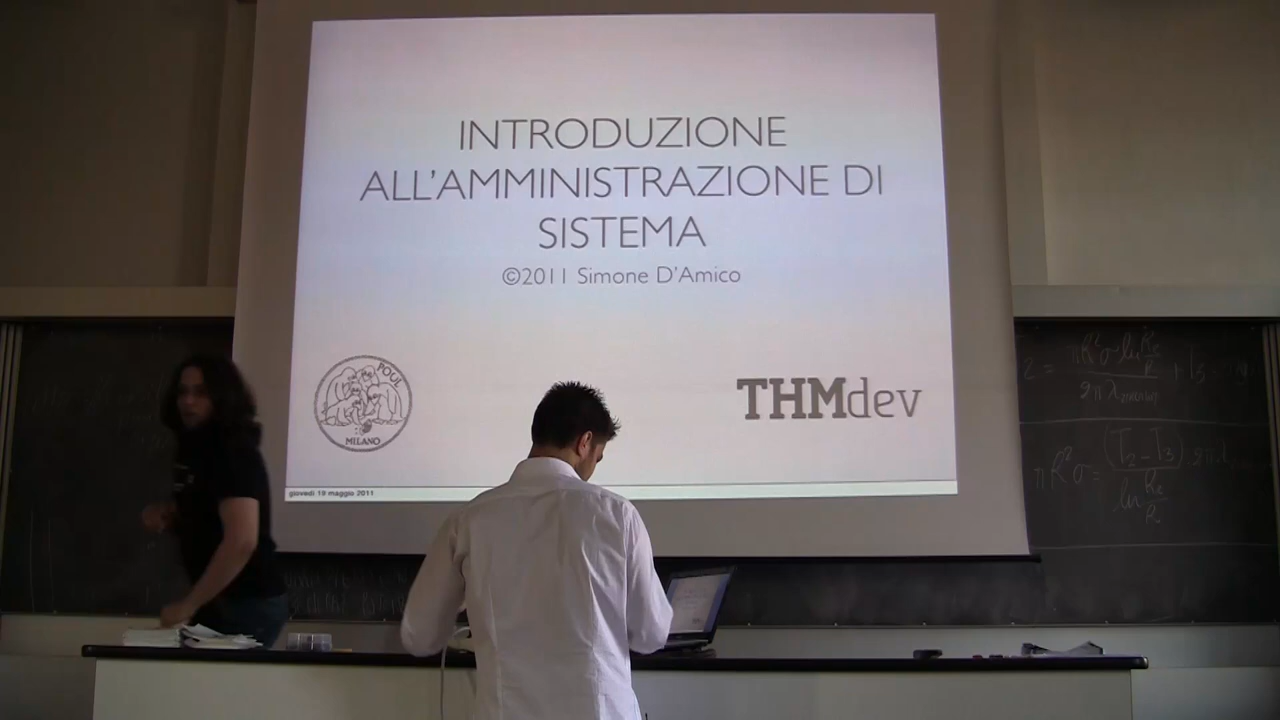 INTRODUZIONE
ALL'AMMINISTRAZIONE DI
SISTEMA
©2011 Simone D'Amico
POUL
MILANO
THMdev
giovedì 19 maggio 2011